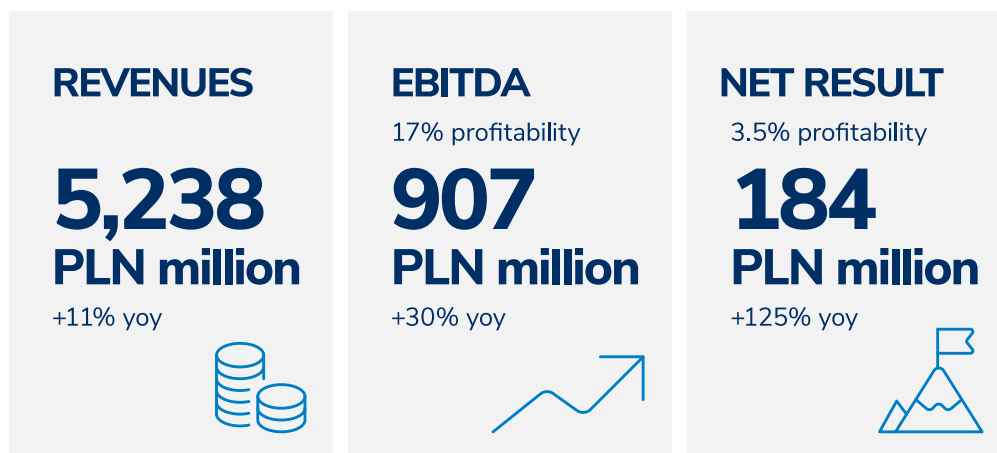 REVENUES
5,238
PLN million
+11% yoy
EBITDA
17% profitability
907
PLN million
+30% yoy
NET RESULT
3.5% profitability
184
PLN million
+125% yoy